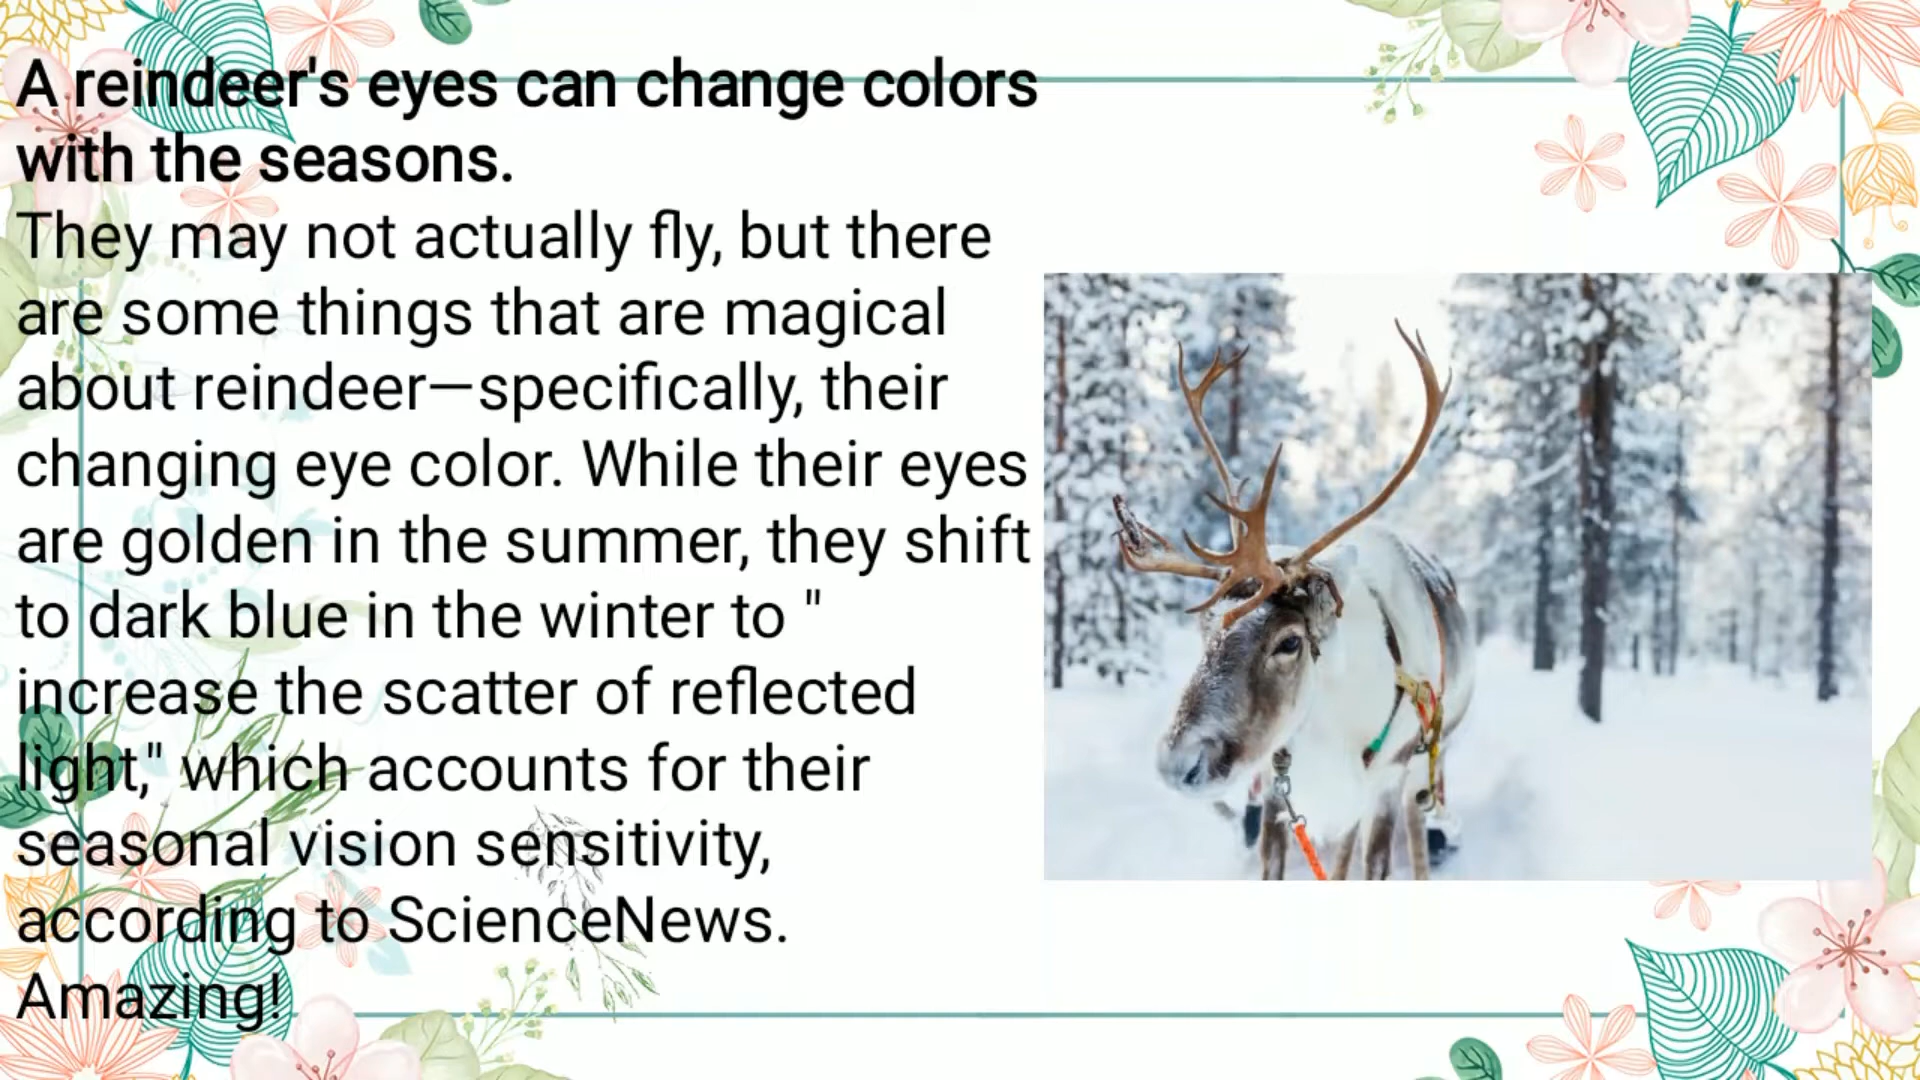 A reindeer's eyes can change colors
with the seasons.
They may not actually fly, but there
are some things that are magical
about reindeer—specifically, their
changing eye color. While their eyes
are golden in the summer, they shift
to dark blue in the winter to "
increase the scatter of reflected
light," which accounts for their
seasonal vision sensitivity,
according to ScienceNews.
Amazing!